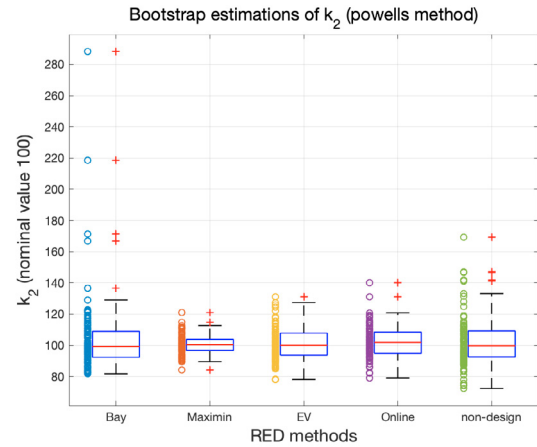 Bootstrap estimations of k2 (powells method)
k2 (nominal value 100)
280
260
240
220
200
180
160
140
120
100
80
Bay Maximin EV Online non-design
RED methods